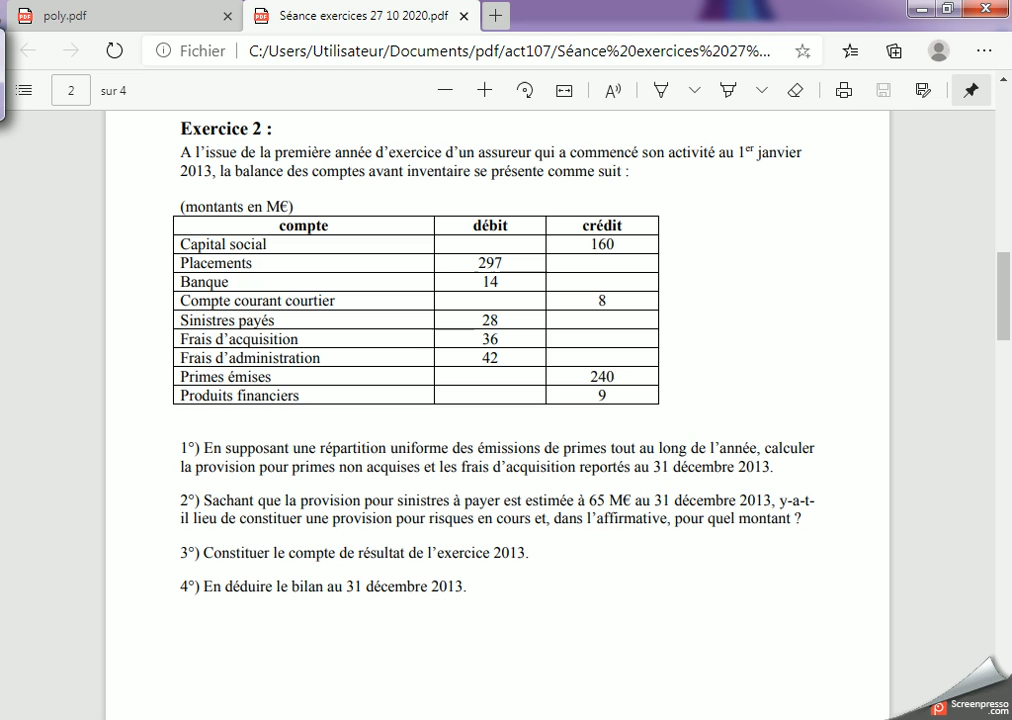 poly.pdf
Séance exercices 27 10 2020.pdf
Fichier C:/Users/Utilisateur/Documents/pdf/act107/Séance%20exercices%2027%...
2 sur 4
Exercice 2 :
A l’issue de la première année d’exercice d’un assureur qui a commencé son activité au 1er janvier
2013, la balance des comptes avant inventaire se présente comme suit :
(montants en M€)
compte débit crédit
Capital social 160
Placements 297
Banque 14
Compte courant courtier 8
Sinistres payés 28
Frais d’acquisition 36
Frais d’administration 42
Primes émises 240
Produits financiers 9
1°) En supposant une répartition uniforme des émissions de primes tout au long de l’année, calculer
la provision pour primes non acquises et les frais d’acquisition reportés au 31 décembre 2013.
2°) Sachant que la provision pour sinistres à payer est estimée à 65 M€ au 31 décembre 2013, y-a-t-
il lieu de constituer une provision pour risques en cours et, dans l’affirmative, pour quel montant ?
3°) Constituer le compte de résultat de l’exercice 2013.
4°) En déduire le bilan au 31 décembre 2013.
Screenpresso
.com